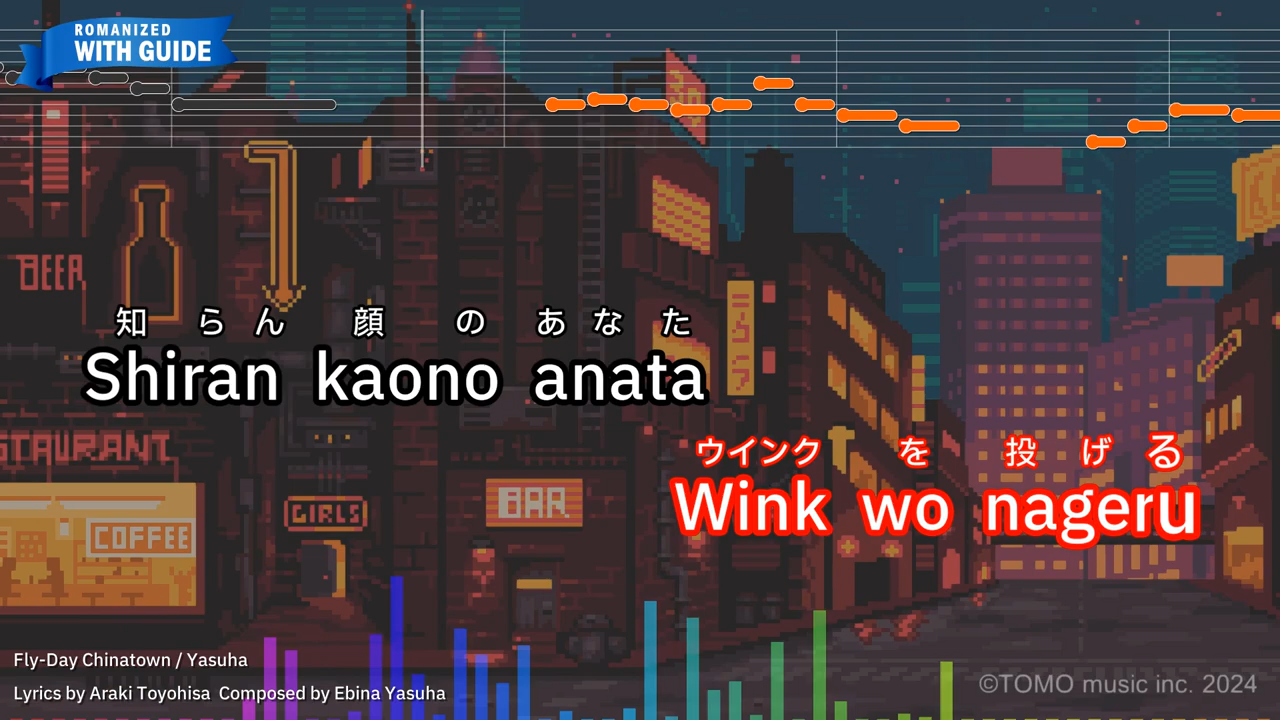 ROMANIZED
WITH GUIDE
BEER
知らん顔のあなた
Shiran kaono anata
STAURANT
ウインクを投げる
Wink wo nageru
BAR
GIRLS
COFFEE
Fly-Day Chinatown / Yasuha
Lyrics by Araki Toyohisa Composed by Ebina Yasuha
©TOMO music inc. 2024